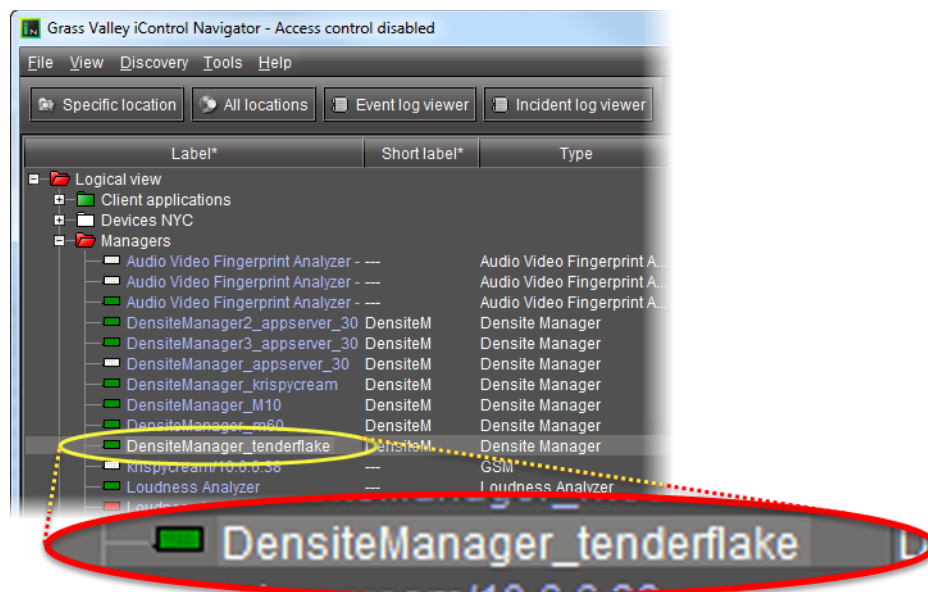 Grass Valley iControl Navigator - Access control disabled
File View Discovery Tools Help
Specific location All locations Event log viewer Incident log viewer
Label* Short label* Type
Logical view
Client applications
Devices NYC
Managers
Audio Video Fingerprint Analyzer - --- Audio Video Fingerprint A...
Audio Video Fingerprint Analyzer - --- Audio Video Fingerprint A...
Audio Video Fingerprint Analyzer - --- Audio Video Fingerprint A...
DensiteManager2_appserver_30 DensiteM Densite Manager
DensiteManager3_appserver_30 DensiteM Densite Manager
DensiteManager_appserver_30 DensiteM Densite Manager
DensiteManager_krispycream DensiteM Densite Manager
DensiteManager_M10 DensiteM Densite Manager
DensiteManager_m60 DensiteM Densite Manager
DensiteManager_tenderflake DensiteM Densite Manager
krispycream/10.0.0.38 --- GSM
Loudness Analyzer --- Loudness Analyzer
DensiteManager_tenderflake D